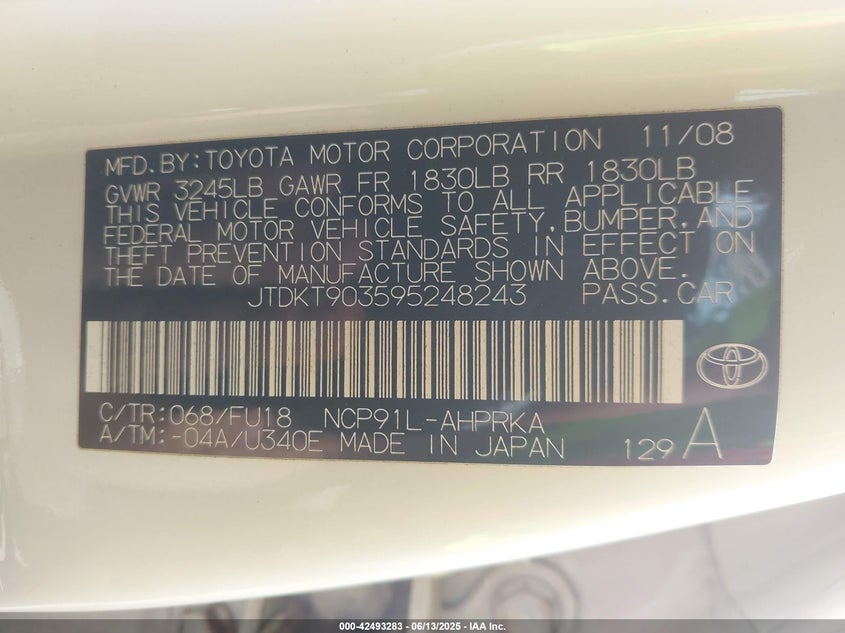 MFD.BY:TOYOTA MOTOR CORPORATION 11/08
GVWR 3245LB GAWR FR 1830LB RR 1830LB
THIS VEHICLE CONFORMS TO ALL APPLICABLE
FEDERAL MOTOR VEHICLE SAFETY,BUMPER,AND
THEFT PREVENTION STANDARDS IN EFFECT ON
THE DATE OF MANUFACTURE SHOWN ABOVE.
JTDKT903595248243 PASS.CAR
C/TR:068/FU18 NCP91L-AHPRKA
A/TM:-04A/U340E MADE IN JAPAN 129 A
000-42493283 - 06/13/2025 - IAA Inc.